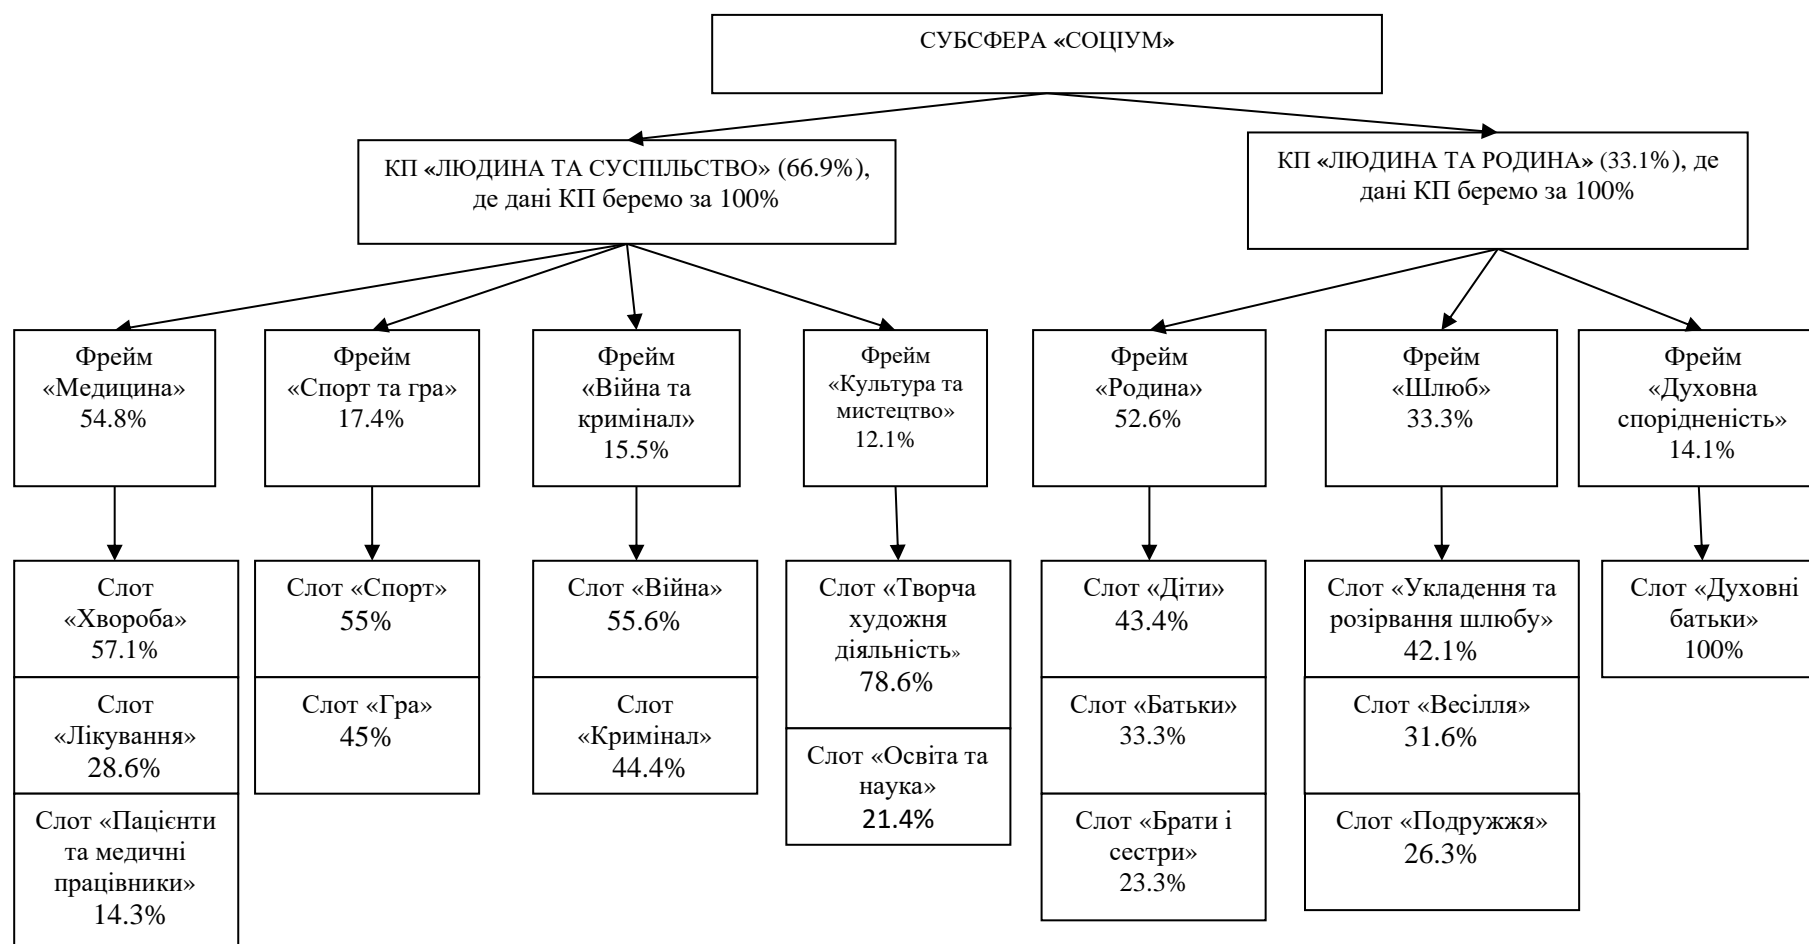 СУБСФЕРА «СОЦІУМ»
КП «ЛЮДИНА ТА СУСПІЛЬСТВО» (66.9%),
де дані КП беремо за 100%
КП «ЛЮДИНА ТА РОДИНА» (33.1%), де
дані КП беремо за 100%
Фрейм
«Медицина»
54.8%
Фрейм
«Спорт та гра»
17.4%
Фрейм
«Війна та
кримінал»
15.5%
Фрейм
«Культура та
мистецтво»
12.1%
Фрейм
«Родина»
52.6%
Фрейм
«Шлюб»
33.3%
Фрейм
«Духовна
спорідненість»
14.1%
Слот
«Хвороба»
57.1%
Слот
«Лікування»
28.6%
Слот «Пацієнти
та медичні
працівники»
14.3%
Слот «Спорт»
55%
Слот «Гра»
45%
Слот «Війна»
55.6%
Слот
«Кримінал»
44.4%
Слот «Творча
художня
діяльність»
78.6%
Слот «Освіта та
наука»
21.4%
Слот «Діти»
43.4%
Слот «Батьки»
33.3%
Слот «Брати і
сестри»
23.3%
Слот «Укладення та
розірвання шлюбу»
42.1%
Слот «Весілля»
31.6%
Слот «Подружжя»
26.3%
Слот «Духовні
батьки»
100%